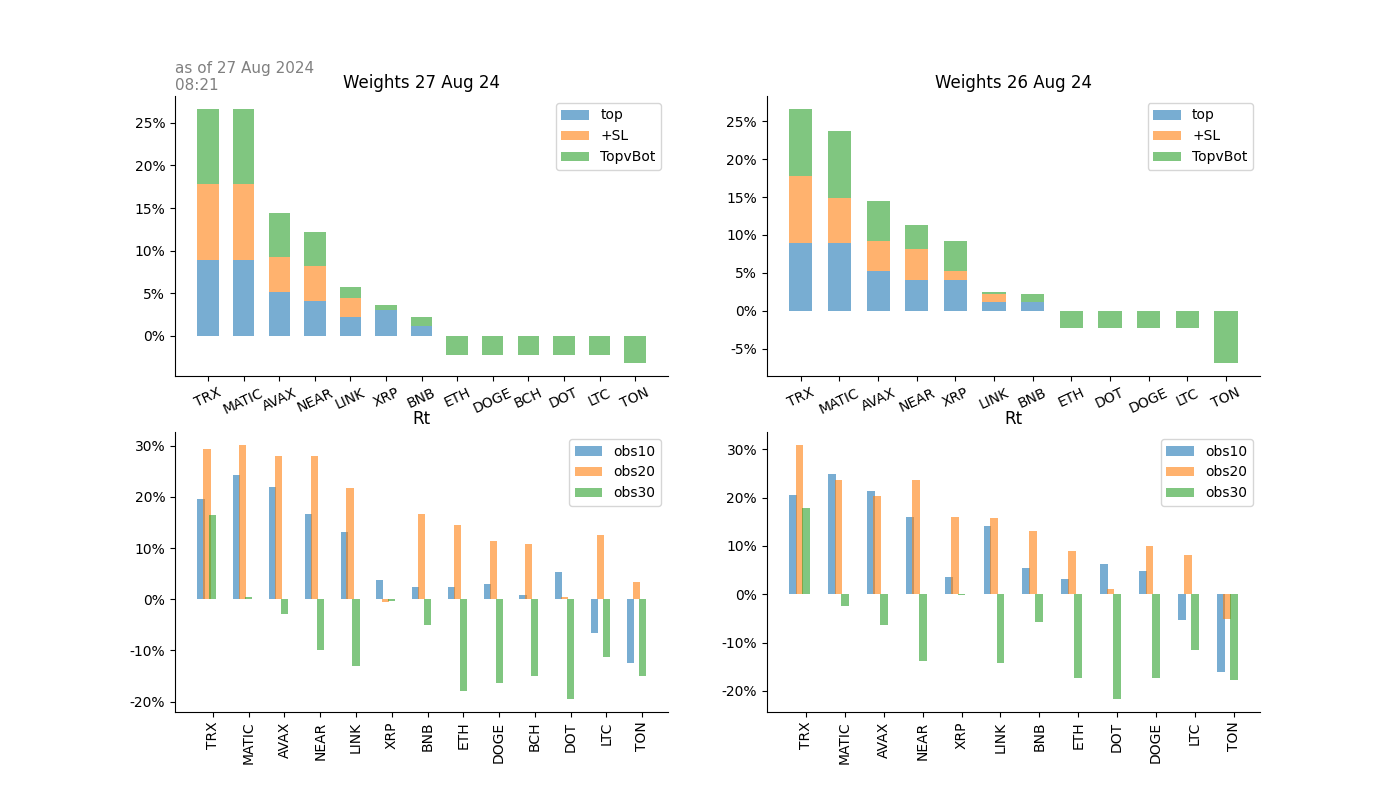 as of 27 Aug 2024
08:21
Weights 27 Aug 24
25%
20%
15%
10%
5%
0%
top
+SL
TopvBot
TRX MATIC AVAX NEAR LINK XRP BNB ETH DOGE BCH DOT LTC TON
Weights 26 Aug 24
25%
20%
15%
10%
5%
0%
-5%
top
+SL
TopvBot
TRX MATIC AVAX NEAR XRP LINK BNB ETH DOT DOGE LTC TON
Rt
30%
20%
10%
0%
-10%
-20%
obs10
obs20
obs30
TRX MATIC AVAX NEAR LINK XRP BNB ETH DOGE BCH DOT LTC TON
Rt
30%
20%
10%
0%
-10%
-20%
obs10
obs20
obs30
TRX MATIC AVAX NEAR XRP LINK BNB ETH DOT DOGE LTC TON